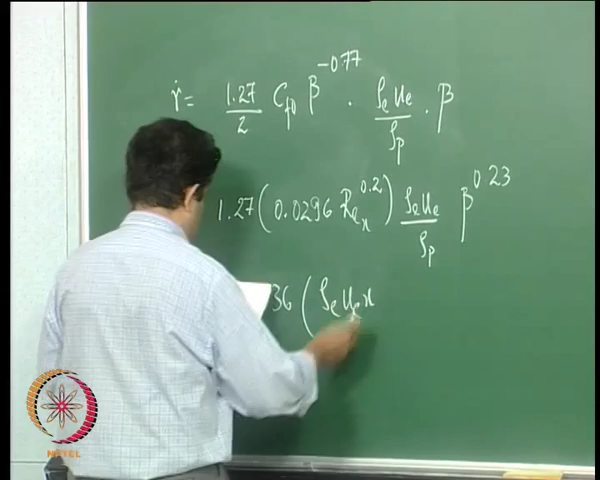 ṙ = 1.27/2 C_f0 β^-0.77 · ρ_e u_e/ρ_p · β
1.27 (0.0296 Re_x^0.2) ρ_e u_e/ρ_p β^0.23
36 (ρ_e u_e x
NPTEL